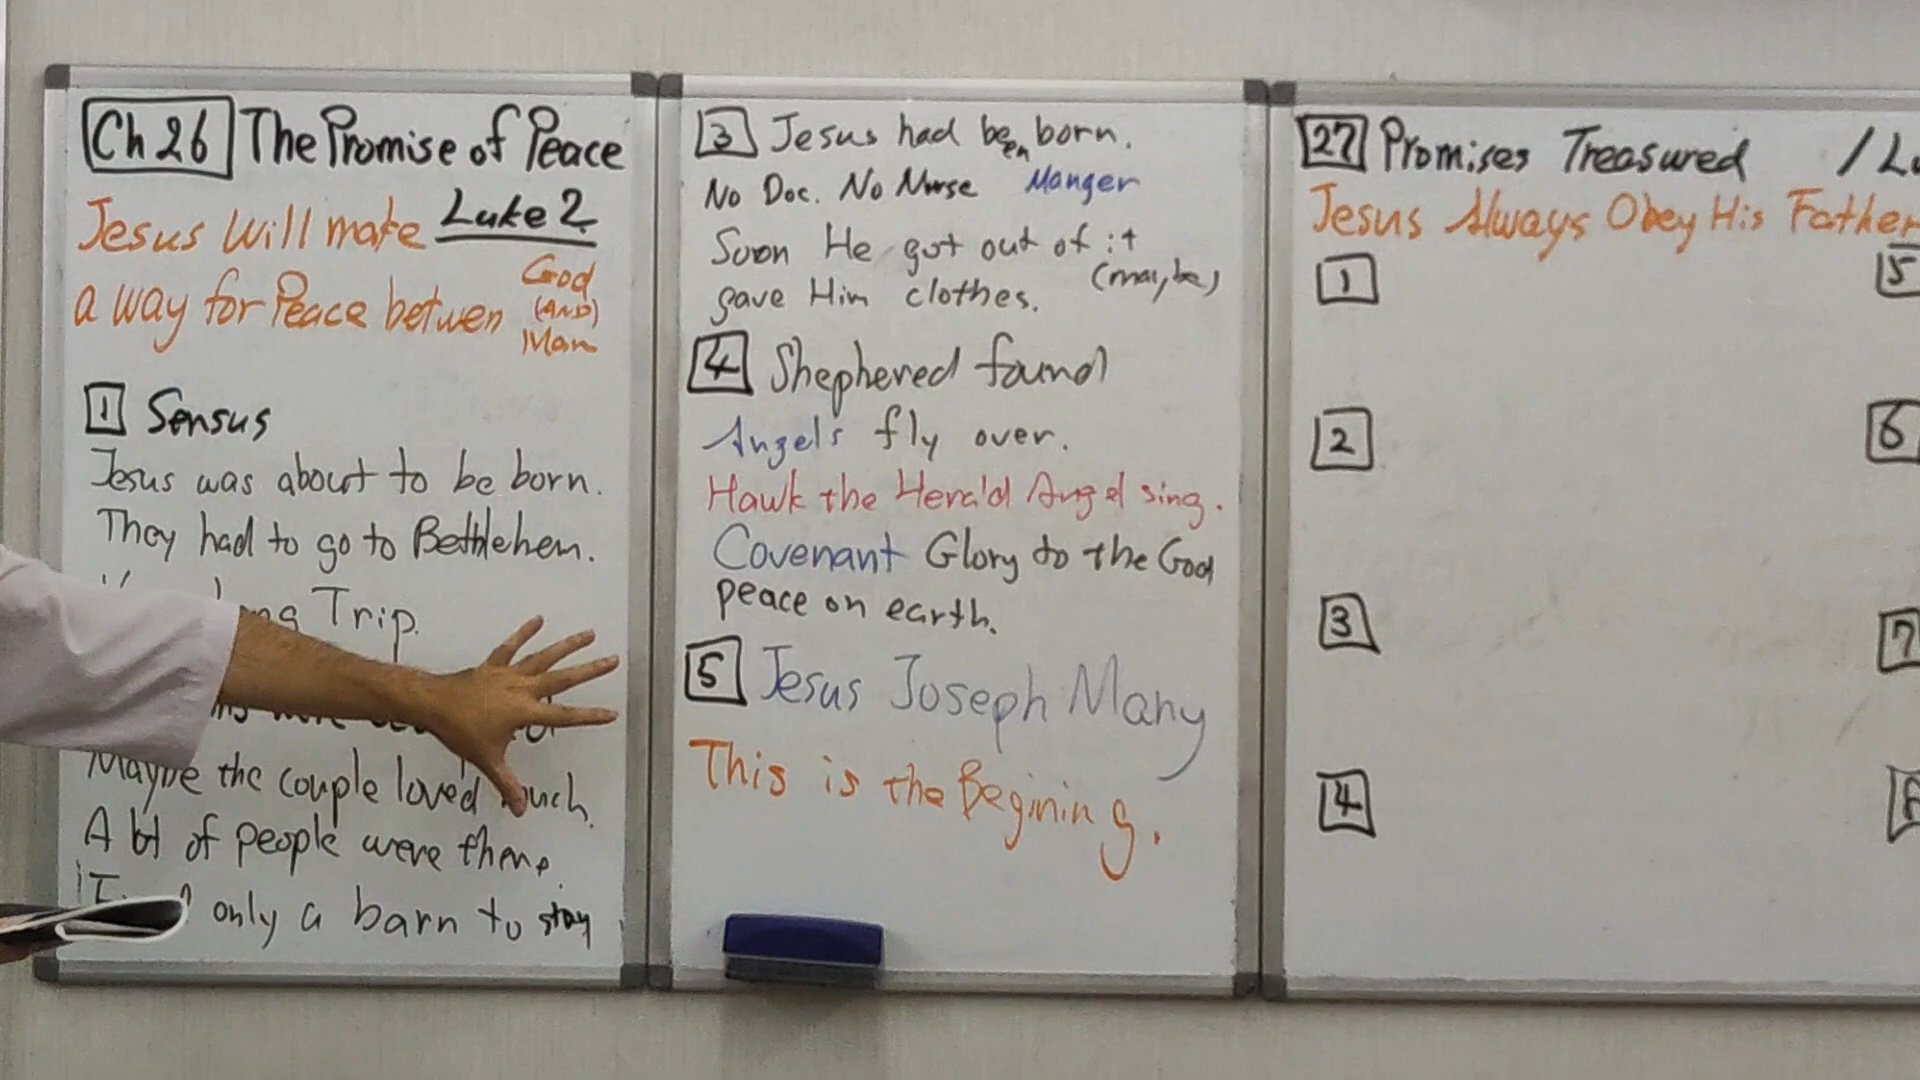 Ch 26 The Promise of Peace
Jesus Will make Luke 2
a way for Peace betwen God (AND) Man
1 Sensus
Jesus was about to be born.
They had to go to Bethlehem.
Trip.
Maybe the couple loved much.
A lot of people were there.
only a barn to stay
3 Jesus had been born.
No Doc. No Nurse Manger
Soon He got out of it
gave Him clothes. (maybe)
4 Shephered found
Angels fly over.
Hawk the Herald Angel sing.
Covenant Glory to the God
peace on earth.
5 Jesus Joseph Mary
This is the Begining.
27 Promises Treasured / Lu
Jesus Always Obey His Father
1
5
2
6
3
7
4